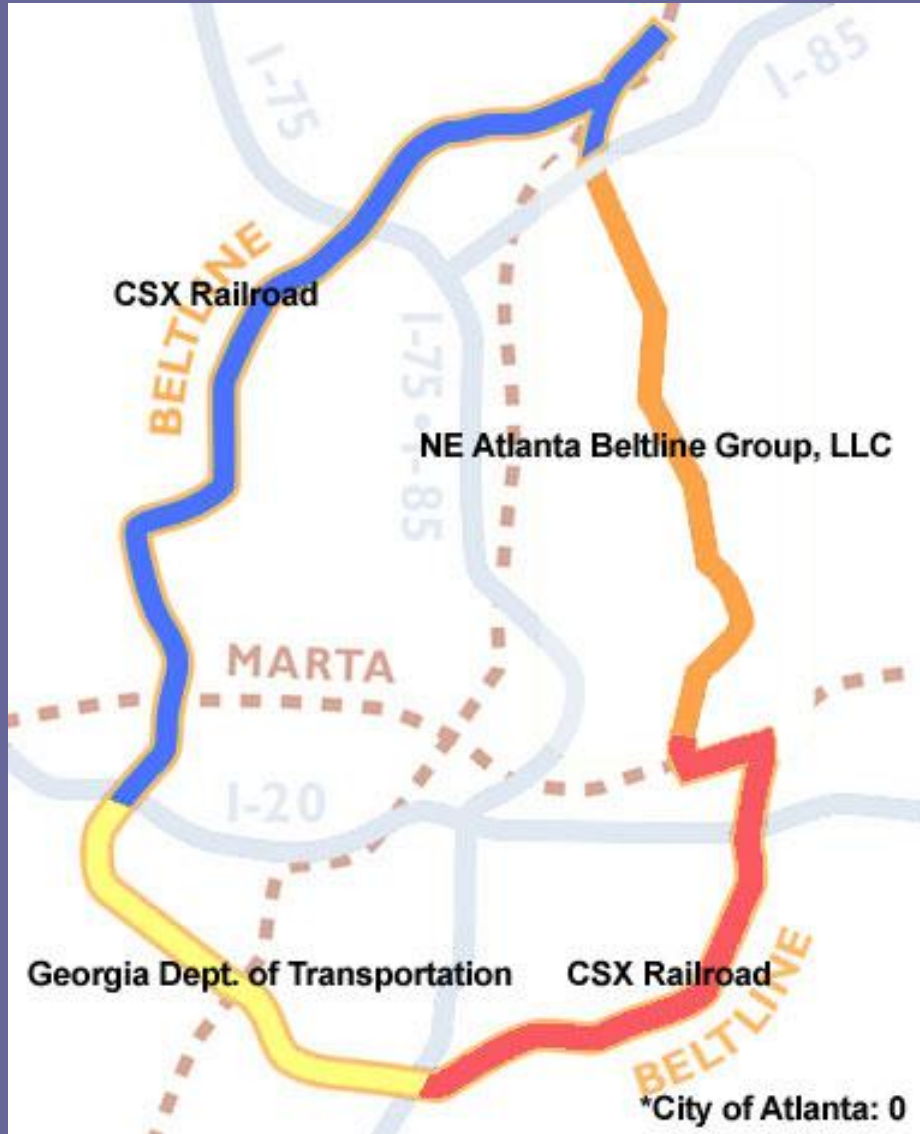 I-75
I-85
BELTLINE
CSX Railroad
I-75•I-85
NE Atlanta Beltline Group, LLC
MARTA
I-20
Georgia Dept. of Transportation
CSX Railroad
BELTLINE
*City of Atlanta: 0